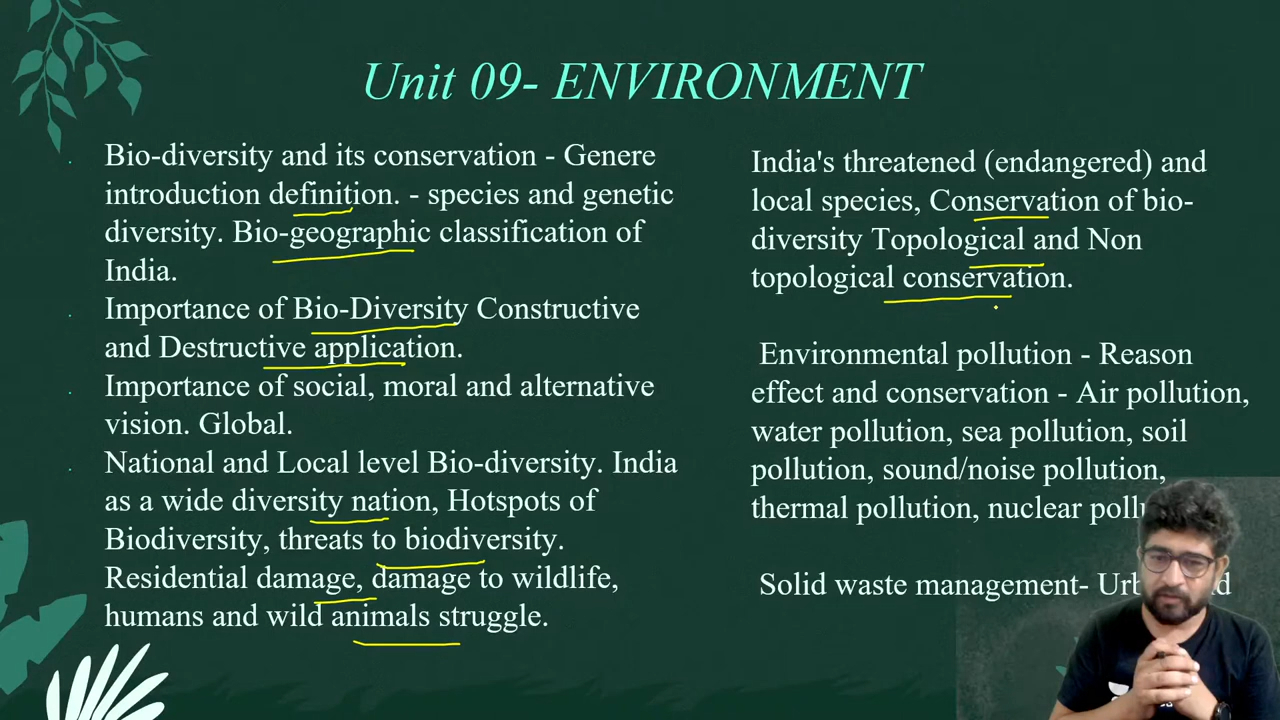 Unit 09- ENVIRONMENT
Bio-diversity and its conservation - Genere
introduction definition. - species and genetic
diversity. Bio-geographic classification of
India.
Importance of Bio-Diversity Constructive
and Destructive application.
Importance of social, moral and alternative
vision. Global.
National and Local level Bio-diversity. India
as a wide diversity nation, Hotspots of
Biodiversity, threats to biodiversity.
Residential damage, damage to wildlife,
humans and wild animals struggle.
India's threatened (endangered) and
local species, Conservation of bio-
diversity Topological and Non
topological conservation.
Environmental pollution - Reason
effect and conservation - Air pollution,
water pollution, sea pollution, soil
pollution, sound/noise pollution,
thermal pollution, nuclear
Solid waste management-